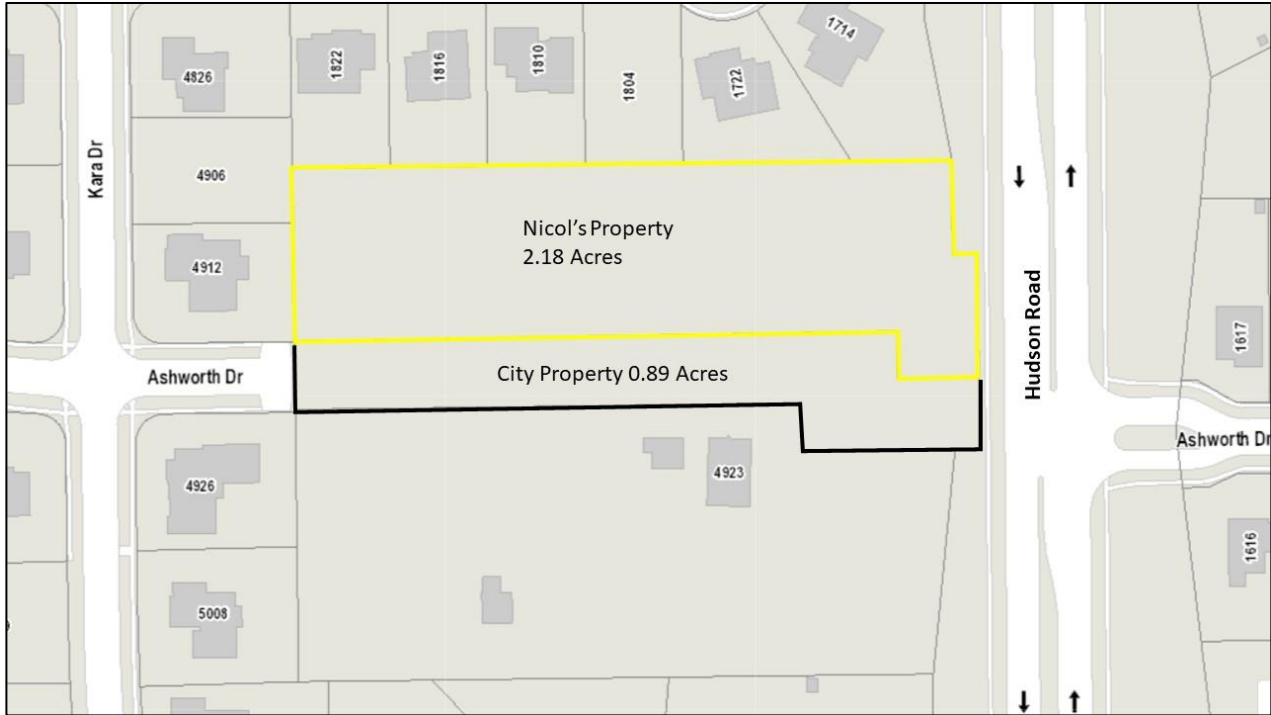 1714
4826
1822
1816
1810
1804
1722
Kara Dr
4906
Nicol's Property
2.18 Acres
4912
Hudson Road
1617
Ashworth Dr
City Property 0.89 Acres
Ashworth Dr
4926
4923
1616
5008